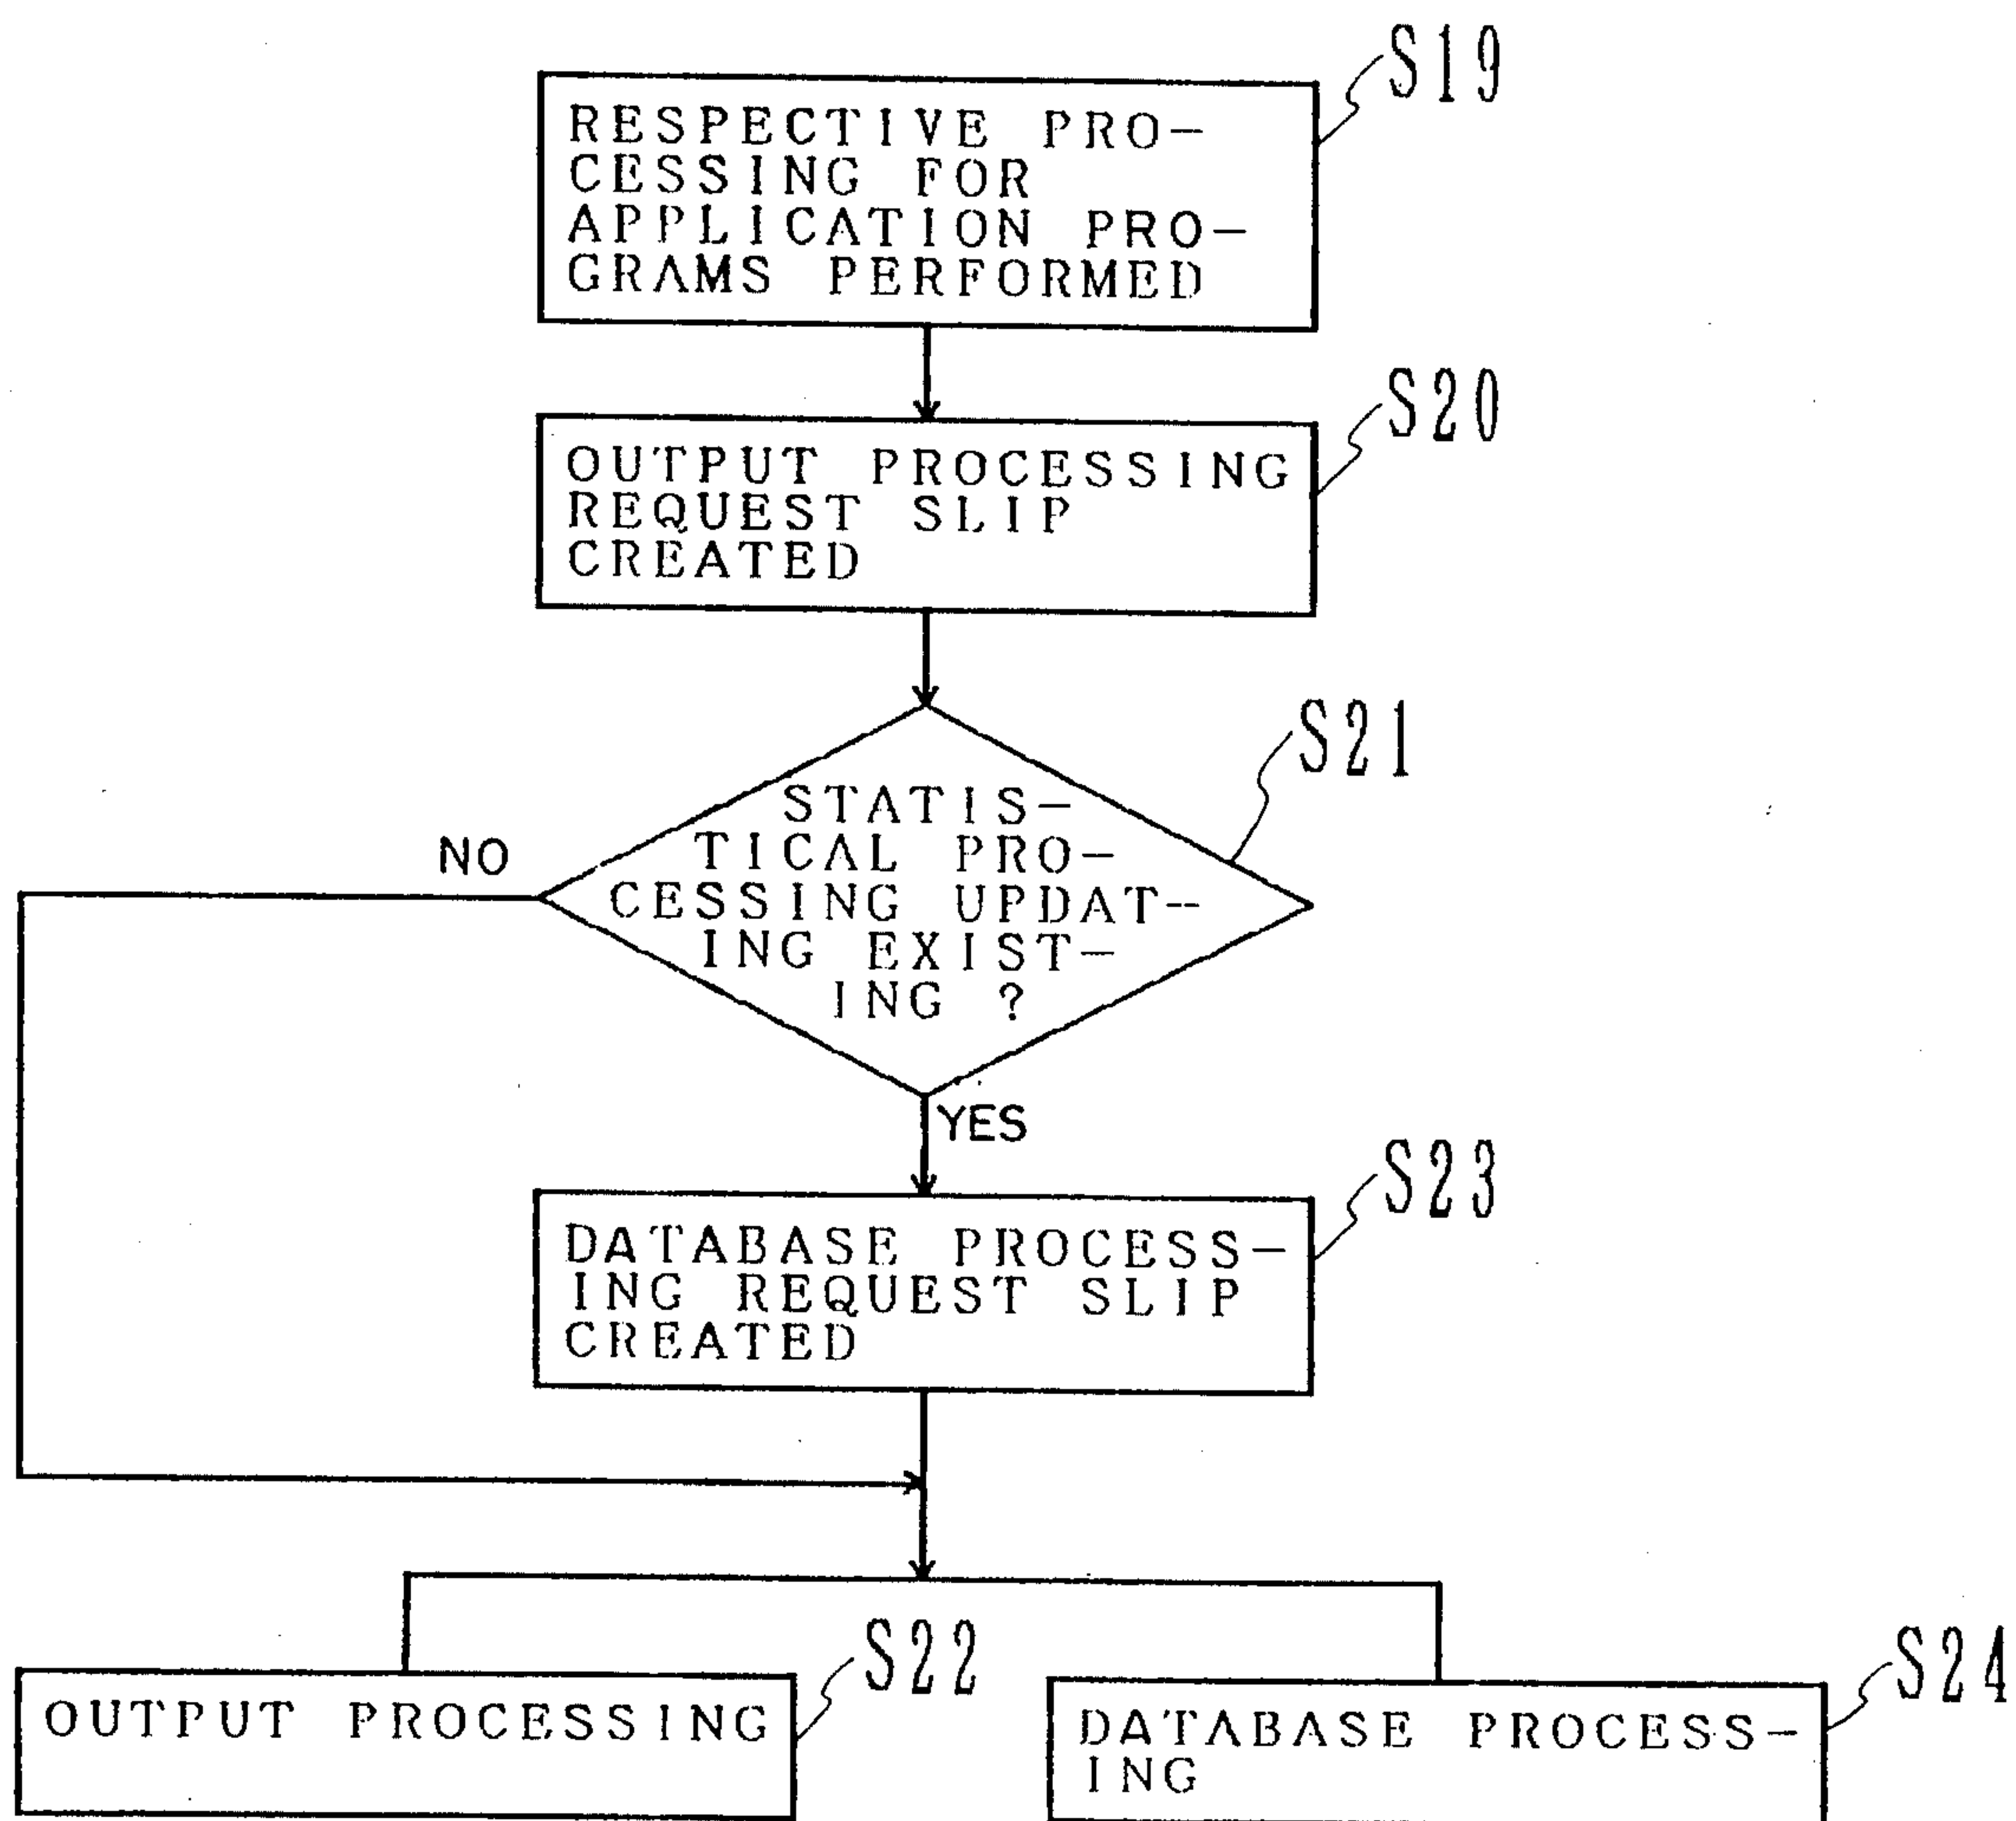 S19
RESPECTIVE PRO-
CESSING FOR
APPLICATION PRO-
GRAMS PERFORMED
S20
OUTPUT PROCESSING
REQUEST SLIP
CREATED
S21
STATIS-
TICAL PRO-
CESSING UPDAT-
ING EXIST-
ING ?
NO
YES
S23
DATABASE PROCESS-
ING REQUEST SLIP
CREATED
S22
OUTPUT PROCESSING
S24
DATABASE PROCESS-
ING